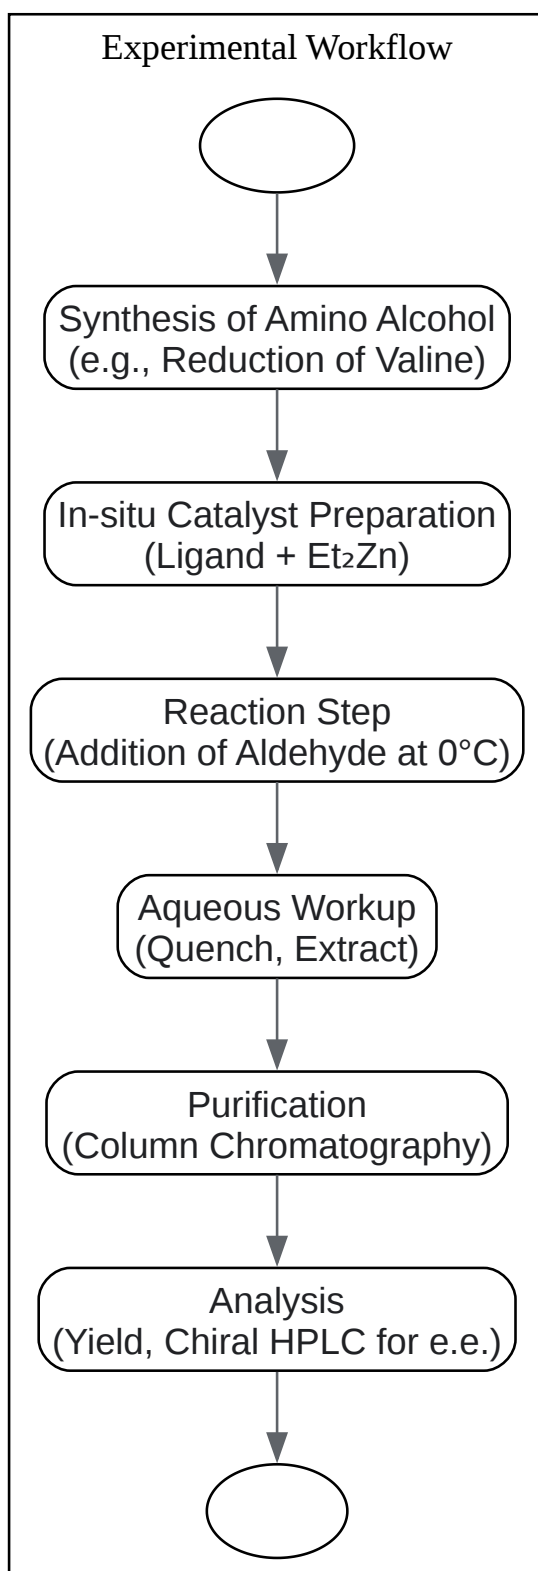 Experimental Workflow
Synthesis of Amino Alcohol
(e.g., Reduction of Valine)
In-situ Catalyst Preparation
(Ligand + Et₂Zn)
Reaction Step
(Addition of Aldehyde at 0°C)
Aqueous Workup
(Quench, Extract)
Purification
(Column Chromatography)
Analysis
(Yield, Chiral HPLC for e.e.)